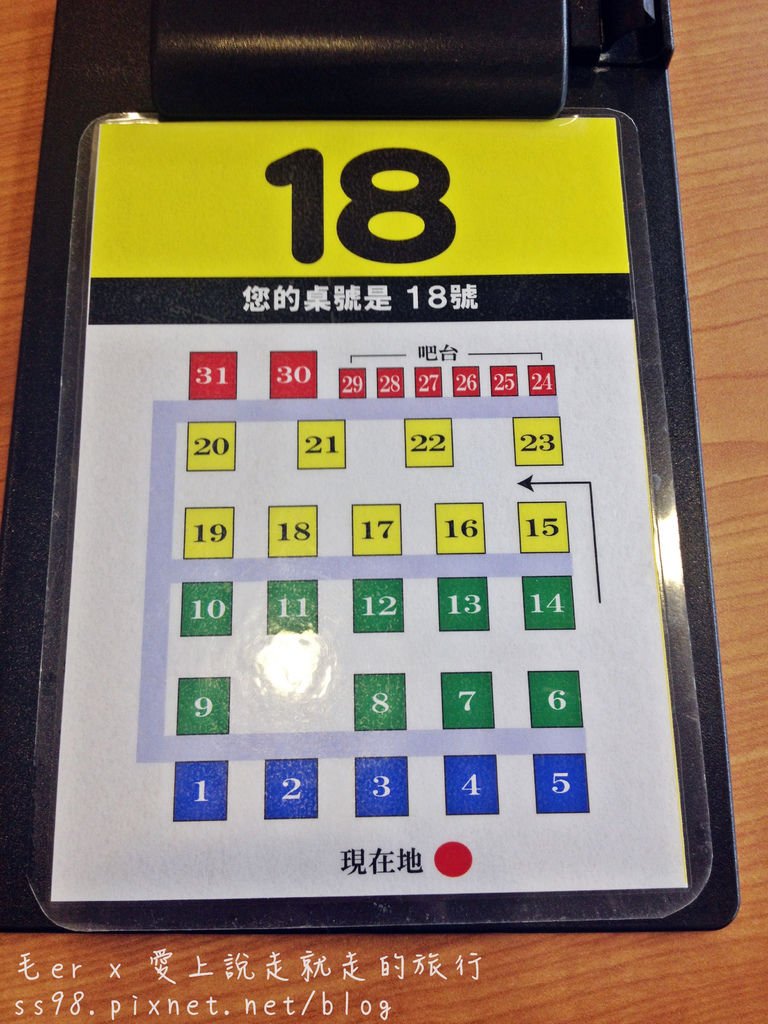 18
您的桌號是 18號
吧台
31 30 29 28 27 26 25 24
20 21 22 23
19 18 17 16 15
10 11 12 13 14
9 8 7 6
1 2 3 4 5
現在地
毛er x 愛上說走就走的旅行
ss98.pixnet.net/blog